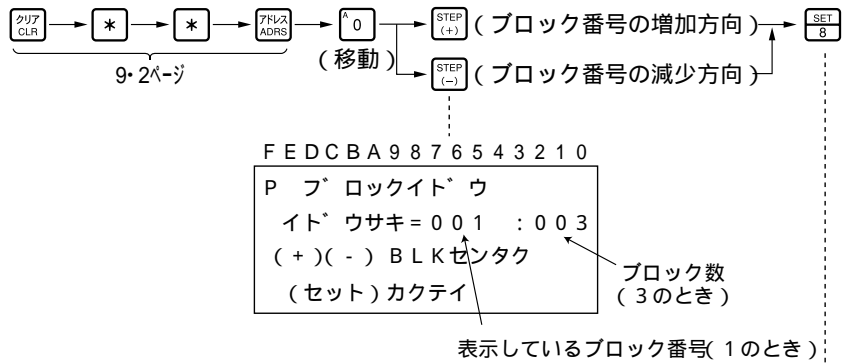 クリア CLR → * → * → アドレス ADRS → A 0 → STEP (+) (ブロック番号の増加方向) → SET 8
9・2ページ (移動) STEP (−) (ブロック番号の減少方向)
F E D C B A 9 8 7 6 5 4 3 2 1 0
P ブロックイドウ
イドウサキ=001 :003
(+)(-) BLKセンタク
(セット)カクテイ
ブロック数
(3のとき)
表示しているブロック番号(1のとき)